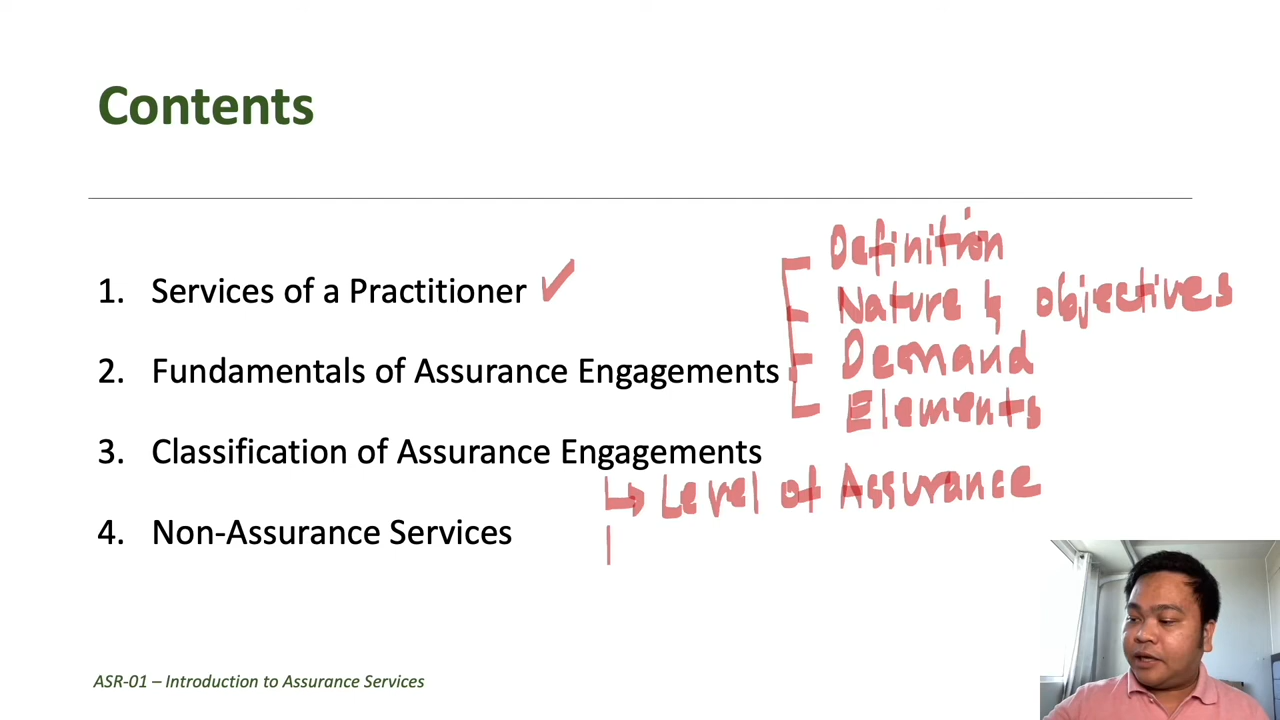 Contents
1. Services of a Practitioner ✓
2. Fundamentals of Assurance Engagements
Definition
Nature & Objectives
Demand
Elements
3. Classification of Assurance Engagements
Level of Assurance
4. Non-Assurance Services
ASR-01 – Introduction to Assurance Services